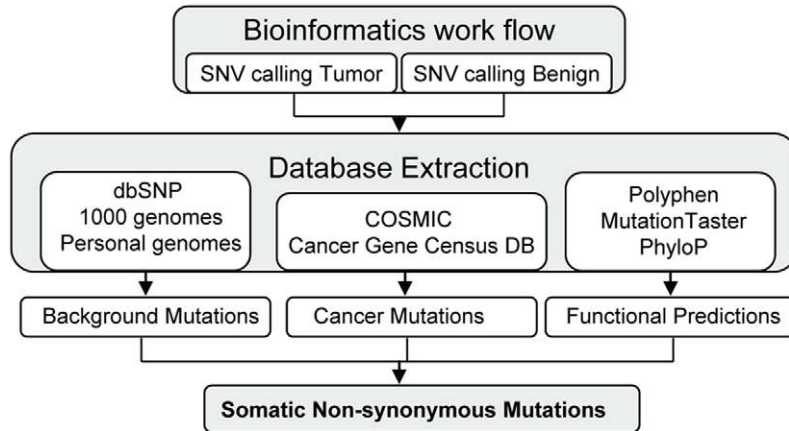 Bioinformatics work flow
SNV calling Tumor
SNV calling Benign
Database Extraction
dbSNP
1000 genomes
Personal genomes
COSMIC
Cancer Gene Census DB
Polyphen
MutationTaster
PhyloP
Background Mutations
Cancer Mutations
Functional Predictions
Somatic Non-synonymous Mutations